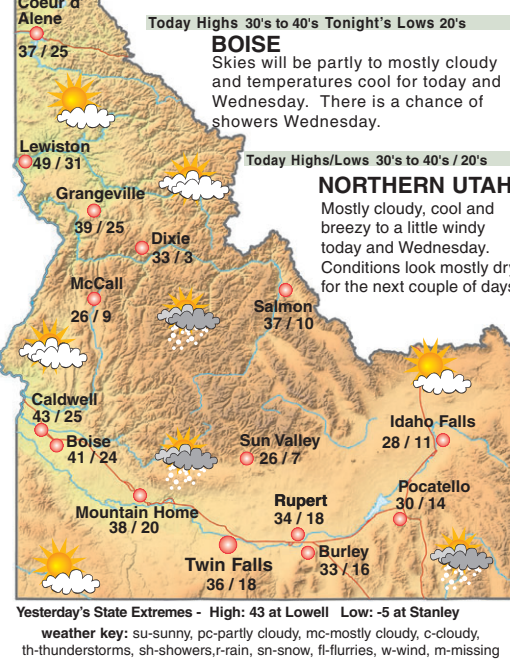 Coeur d'
Alene
37 / 25
Today Highs 30's to 40's Tonight's Lows 20's
BOISE
Skies will be partly to mostly cloudy
and temperatures cool for today and
Wednesday. There is a chance of
showers Wednesday.
Lewiston
49 / 31
Today Highs/Lows 30's to 40's / 20's
NORTHERN UTAH
Mostly cloudy, cool and
breezy to a little windy
today and Wednesday.
Conditions look mostly dry
for the next couple of days
Grangeville
39 / 25
Dixie
33 / 3
McCall
26 / 9
Salmon
37 / 10
Caldwell
43 / 25
Boise
41 / 24
Sun Valley
26 / 7
Idaho Falls
28 / 11
Mountain Home
38 / 20
Rupert
34 / 18
Pocatello
30 / 14
Twin Falls
36 / 18
Burley
33 / 16
Yesterday's State Extremes - High: 43 at Lowell Low: -5 at Stanley
weather key: su-sunny, pc-partly cloudy, mc-mostly cloudy, c-cloudy,
th-thunderstorms, sh-showers,r-rain, sn-snow, fl-flurries, w-wind, m-missing